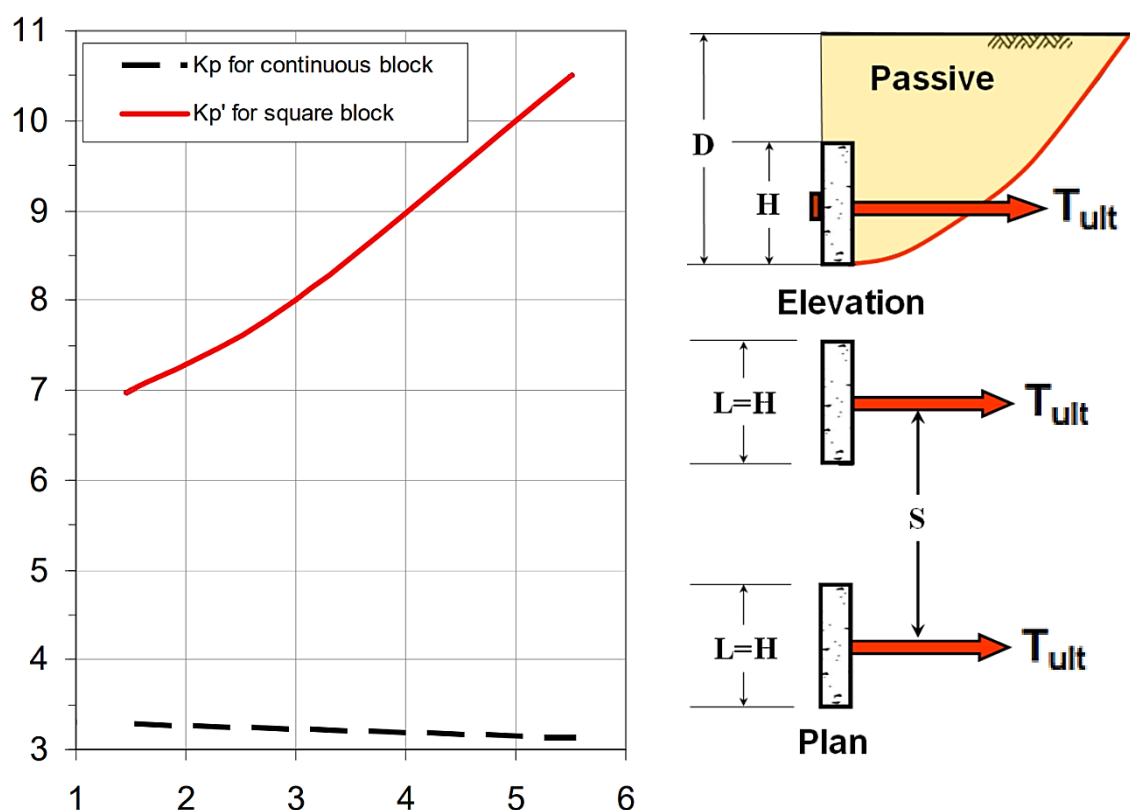 11
10
9
8
7
6
5
4
3
1 2 3 4 5 6
Kp for continuous block
Kp' for square block
Passive
D
H
Tult
Elevation
L=H
Tult
S
L=H
Tult
Plan